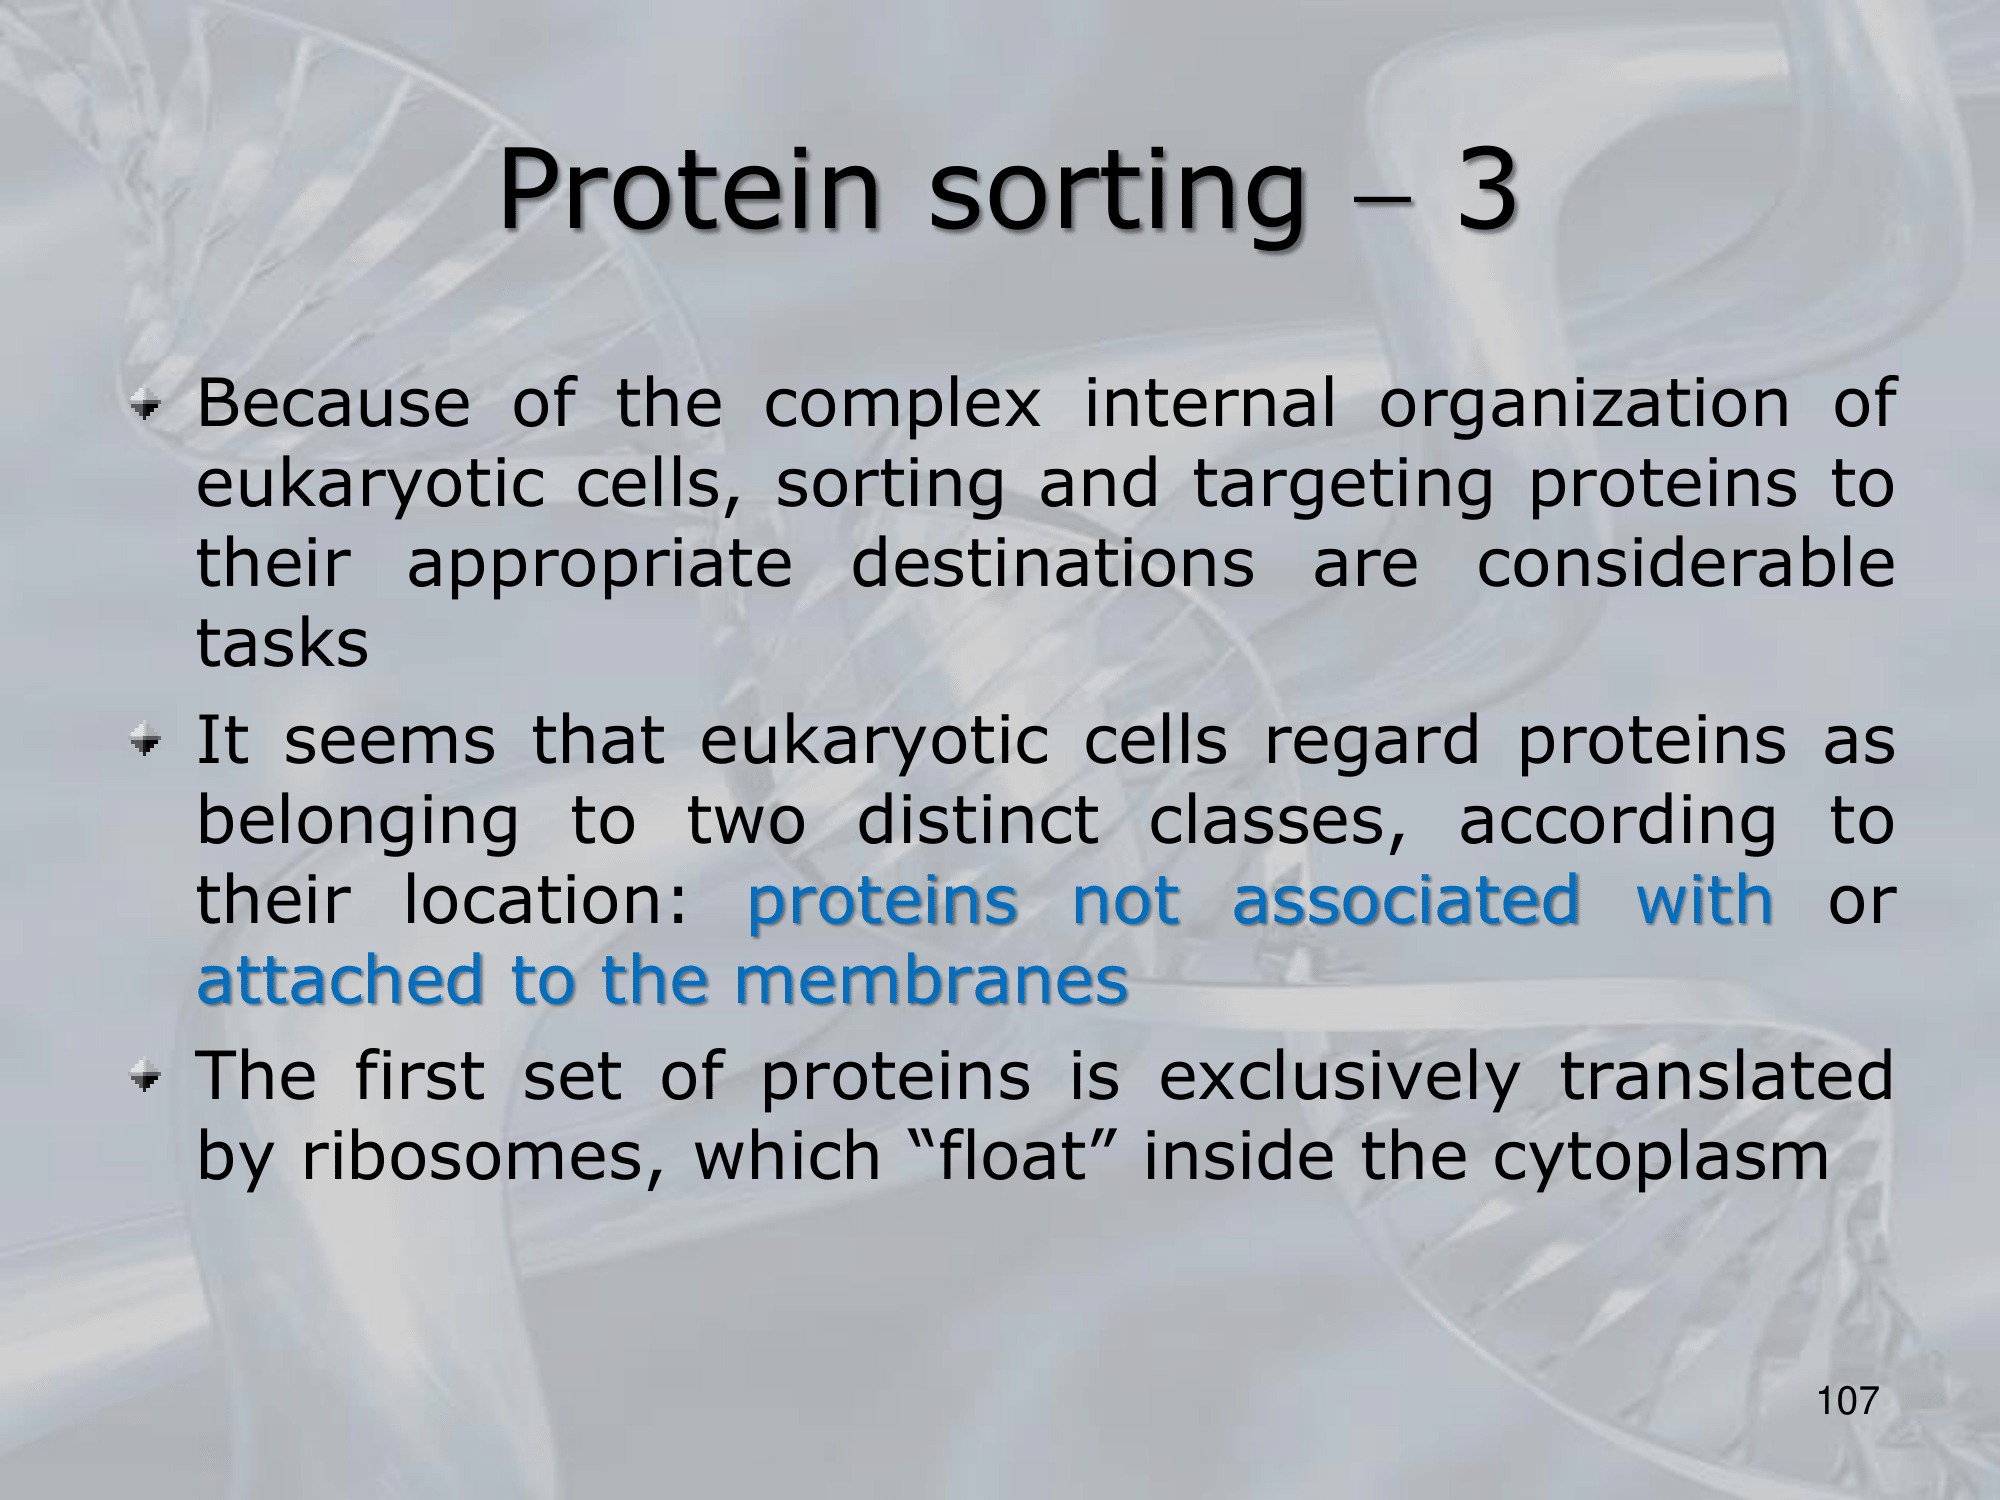 Protein sorting – 3
Because of the complex internal organization of
eukaryotic cells, sorting and targeting proteins to
their appropriate destinations are considerable
tasks
It seems that eukaryotic cells regard proteins as
belonging to two distinct classes, according to
their location: proteins not associated with or
attached to the membranes
The first set of proteins is exclusively translated
by ribosomes, which “float” inside the cytoplasm
107